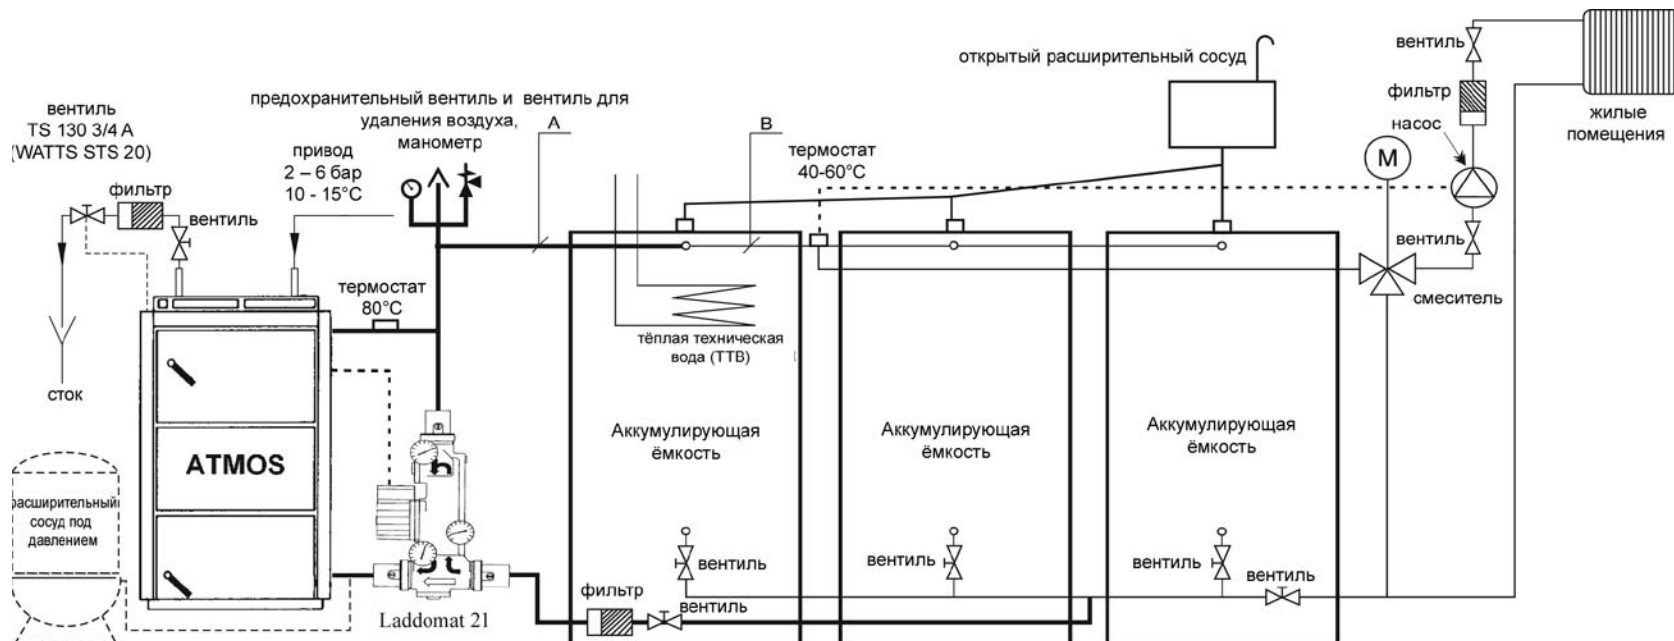 открытый расширительный сосуд
вентиль
фильтр
насос
жилые
помещения
вентиль
TS 130 3/4 A
(WATTS STS 20)
предохранительный вентиль и вентиль для
удаления воздуха,
манометр
A
B
M
привод
2 – 6 бар
10 - 15°C
термостат
40-60°C
фильтр
вентиль
вентиль
термостат
80°C
смеситель
тёплая техническая
вода (ТТВ)
сток
Аккумулирующая
ёмкость
Аккумулирующая
ёмкость
Аккумулирующая
ёмкость
ATMOS
расширительный
сосуд под
давлением
вентиль
вентиль
вентиль
вентиль
фильтр
вентиль
Laddomat 21